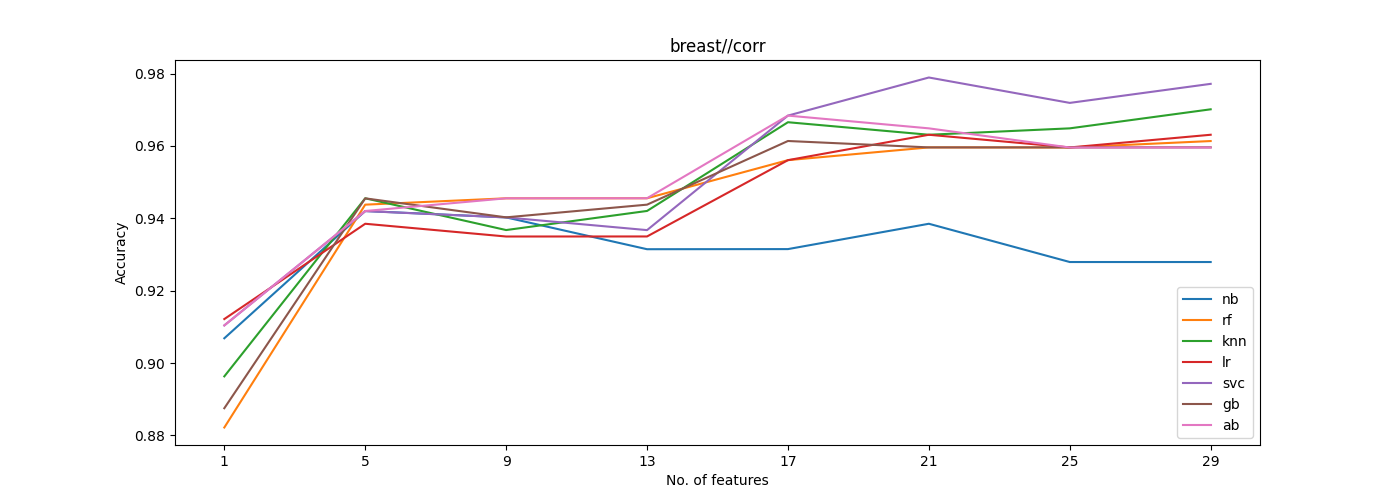 breast//corr
Accuracy
0.98
0.96
0.94
0.92
0.90
0.88
1 5 9 13 17 21 25 29
No. of features
nb
rf
knn
lr
svc
gb
ab